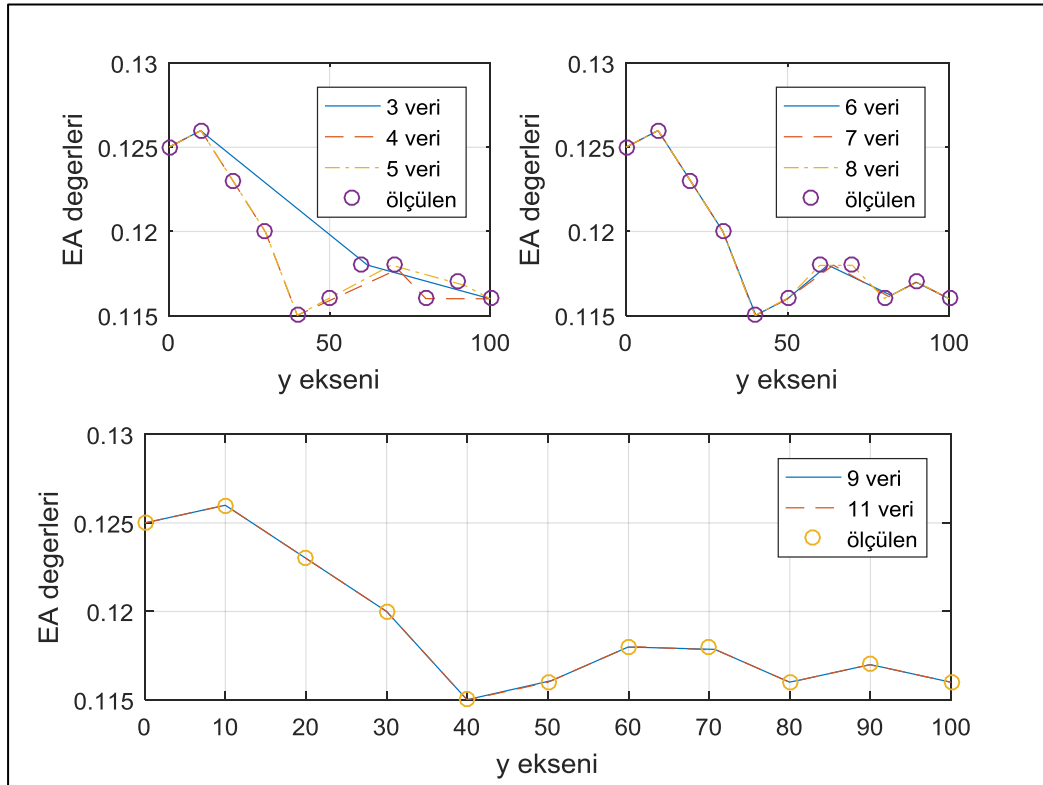 0.13
0.125
0.12
0.115
0
50
100
EA degerleri
y ekseni
3 veri
4 veri
5 veri
ölçülen
0.13
0.125
0.12
0.115
0
50
100
EA degerleri
y ekseni
6 veri
7 veri
8 veri
ölçülen
0.13
0.125
0.12
0.115
0
10
20
30
40
50
60
70
80
90
100
EA degerleri
y ekseni
9 veri
11 veri
ölçülen